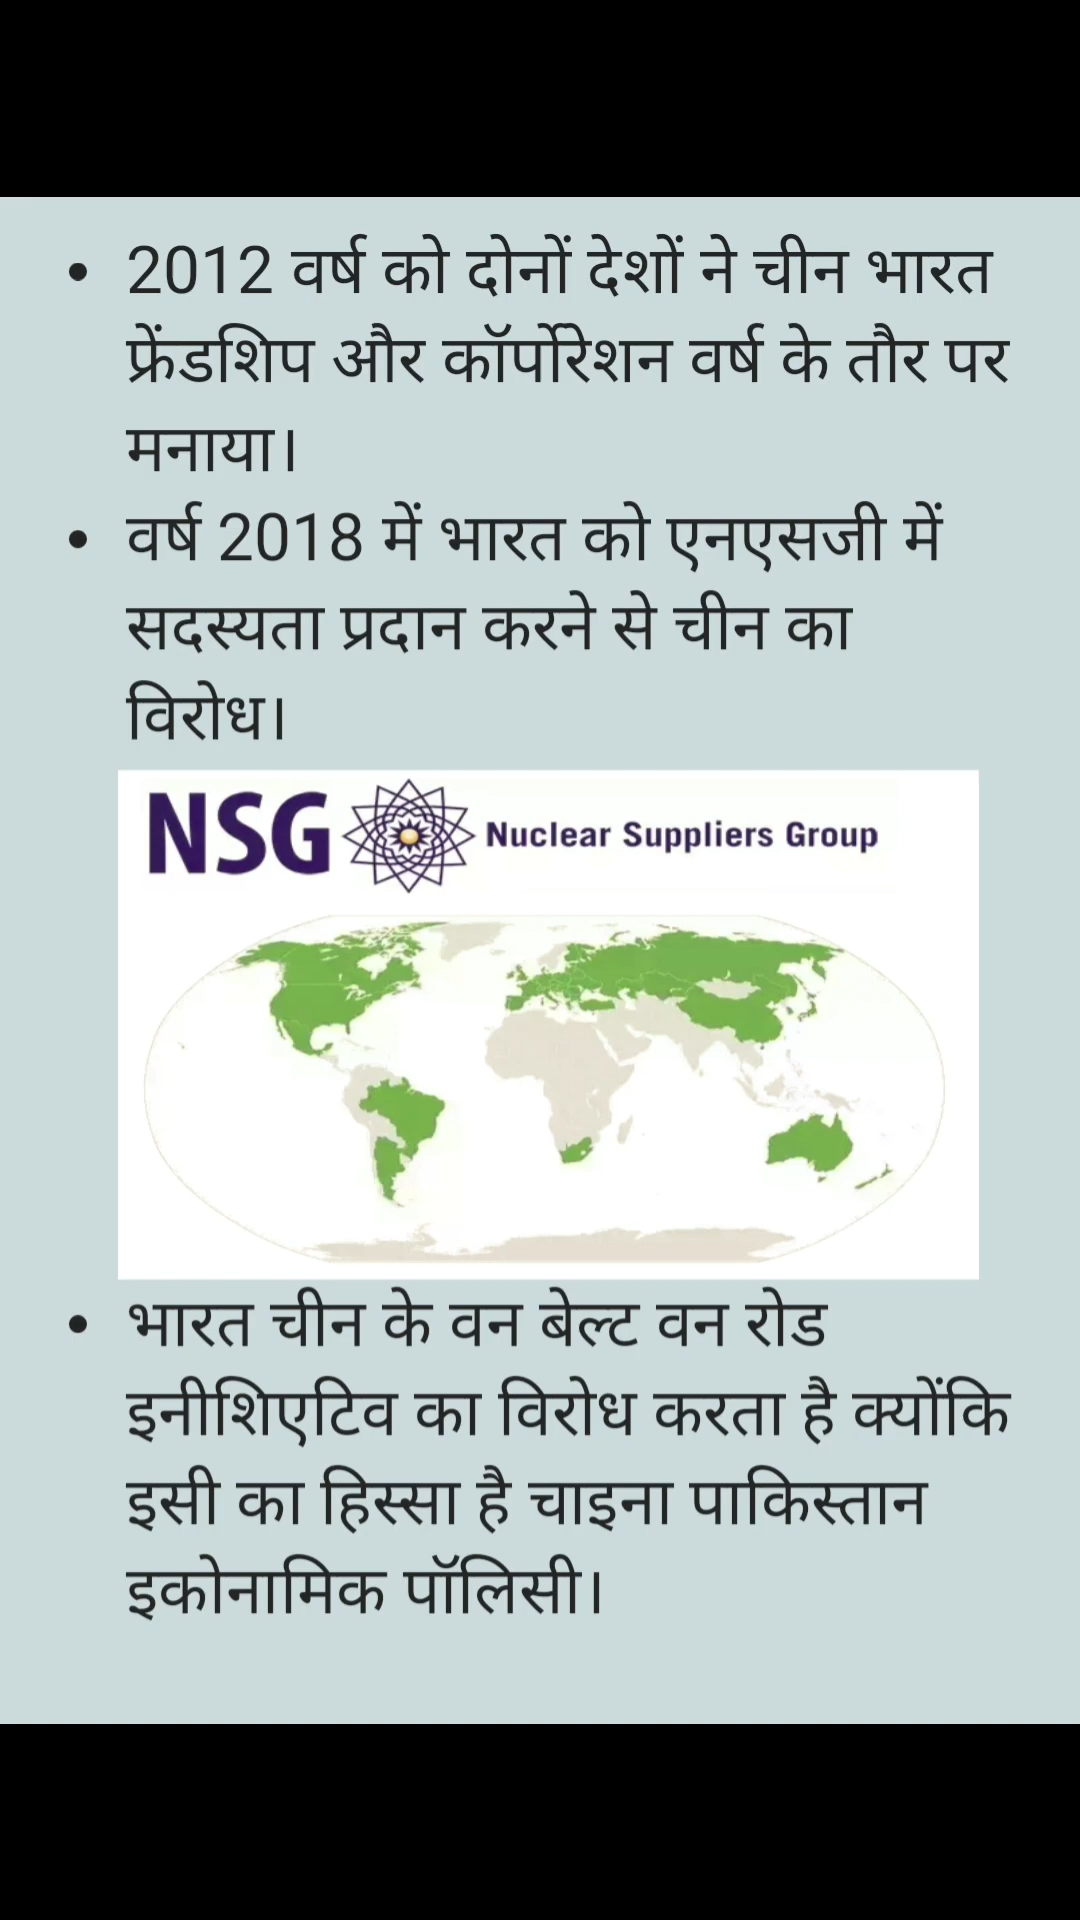 • 2012 वर्ष को दोनों देशों ने चीन भारत
फ्रेंडशिप और कॉर्पोरेशन वर्ष के तौर पर
मनाया।
• वर्ष 2018 में भारत को एनएसजी में
सदस्यता प्रदान करने से चीन का
विरोध।
NSG Nuclear Suppliers Group
• भारत चीन के वन बेल्ट वन रोड
इनीशिएटिव का विरोध करता है क्योंकि
इसी का हिस्सा है चाइना पाकिस्तान
इकोनामिक पॉलिसी।